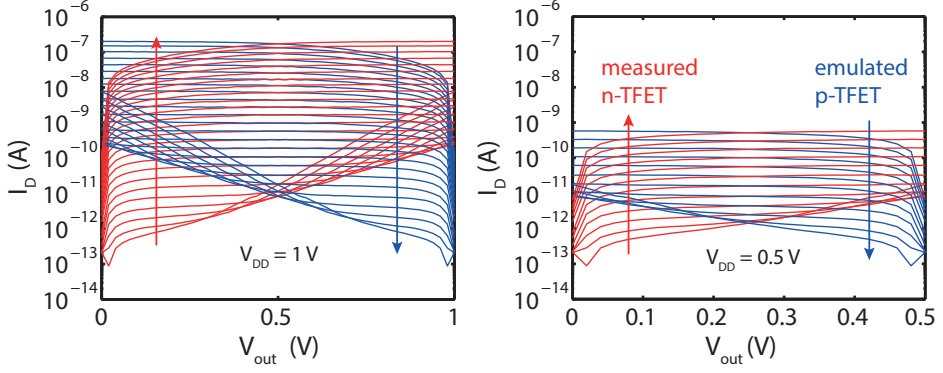 10⁻⁶
10⁻⁷
10⁻⁸
10⁻⁹
10⁻¹⁰
10⁻¹¹
10⁻¹²
10⁻¹³
10⁻¹⁴
I_D (A)
V_DD = 1 V
0 0.5 1
V_out (V)
10⁻⁶
10⁻⁷
10⁻⁸
10⁻⁹
10⁻¹⁰
10⁻¹¹
10⁻¹²
10⁻¹³
10⁻¹⁴
I_D (A)
measured
n-TFET
emulated
p-TFET
V_DD = 0.5 V
0 0.1 0.2 0.3 0.4 0.5
V_out (V)